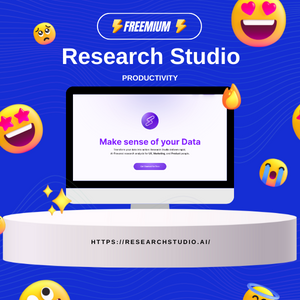 FREEMIUM
Research Studio
PRODUCTIVITY
Make sense of your Data
HTTPS://RESEARCHSTUDIO.AI/